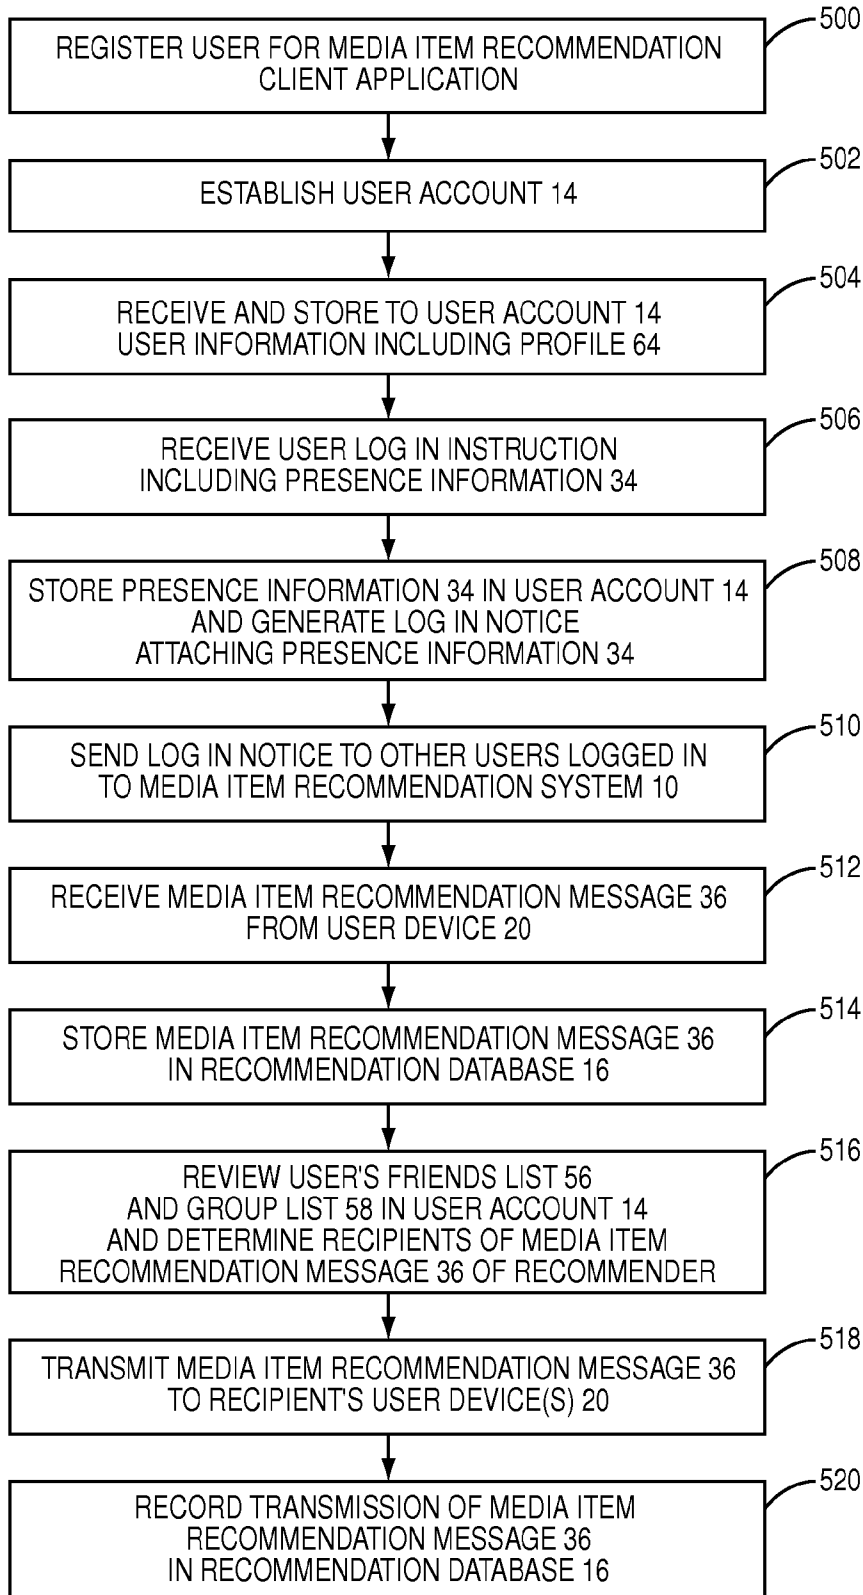 500
REGISTER USER FOR MEDIA ITEM RECOMMENDATION
CLIENT APPLICATION
502
ESTABLISH USER ACCOUNT 14
504
RECEIVE AND STORE TO USER ACCOUNT 14
USER INFORMATION INCLUDING PROFILE 64
506
RECEIVE USER LOG IN INSTRUCTION
INCLUDING PRESENCE INFORMATION 34
508
STORE PRESENCE INFORMATION 34 IN USER ACCOUNT 14
AND GENERATE LOG IN NOTICE
ATTACHING PRESENCE INFORMATION 34
510
SEND LOG IN NOTICE TO OTHER USERS LOGGED IN
TO MEDIA ITEM RECOMMENDATION SYSTEM 10
512
RECEIVE MEDIA ITEM RECOMMENDATION MESSAGE 36
FROM USER DEVICE 20
514
STORE MEDIA ITEM RECOMMENDATION MESSAGE 36
IN RECOMMENDATION DATABASE 16
516
REVIEW USER'S FRIENDS LIST 56
AND GROUP LIST 58 IN USER ACCOUNT 14
AND DETERMINE RECIPIENTS OF MEDIA ITEM
RECOMMENDATION MESSAGE 36 OF RECOMMENDER
518
TRANSMIT MEDIA ITEM RECOMMENDATION MESSAGE 36
TO RECIPIENT'S USER DEVICE(S) 20
520
RECORD TRANSMISSION OF MEDIA ITEM
RECOMMENDATION MESSAGE 36
IN RECOMMENDATION DATABASE 16